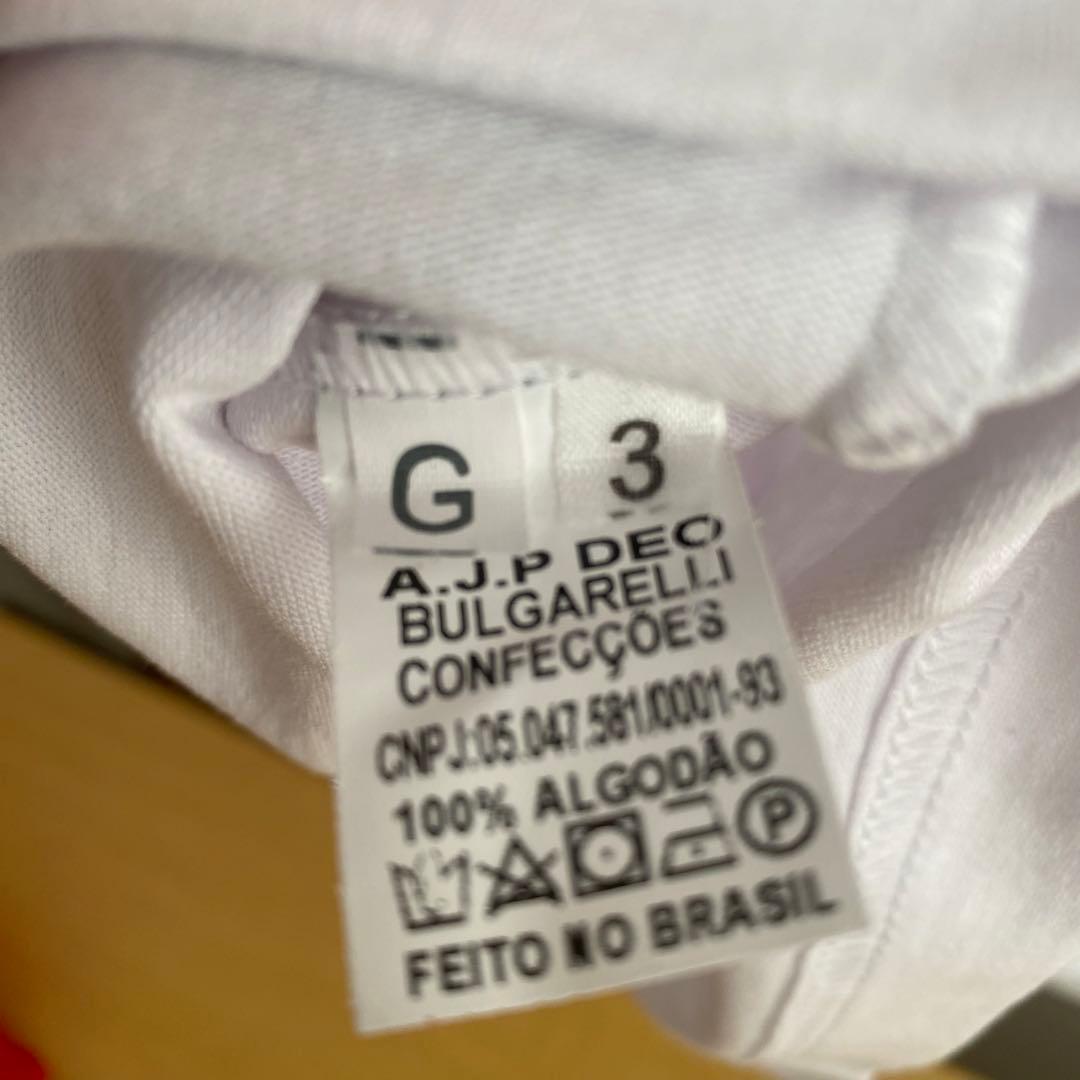 G
3
A.J.P DEO
BULGARELLI
CONFECÇÕES
CNPJ:05.047.581/0001-93
100% ALGODÃO
P
FEITO NO BRASIL